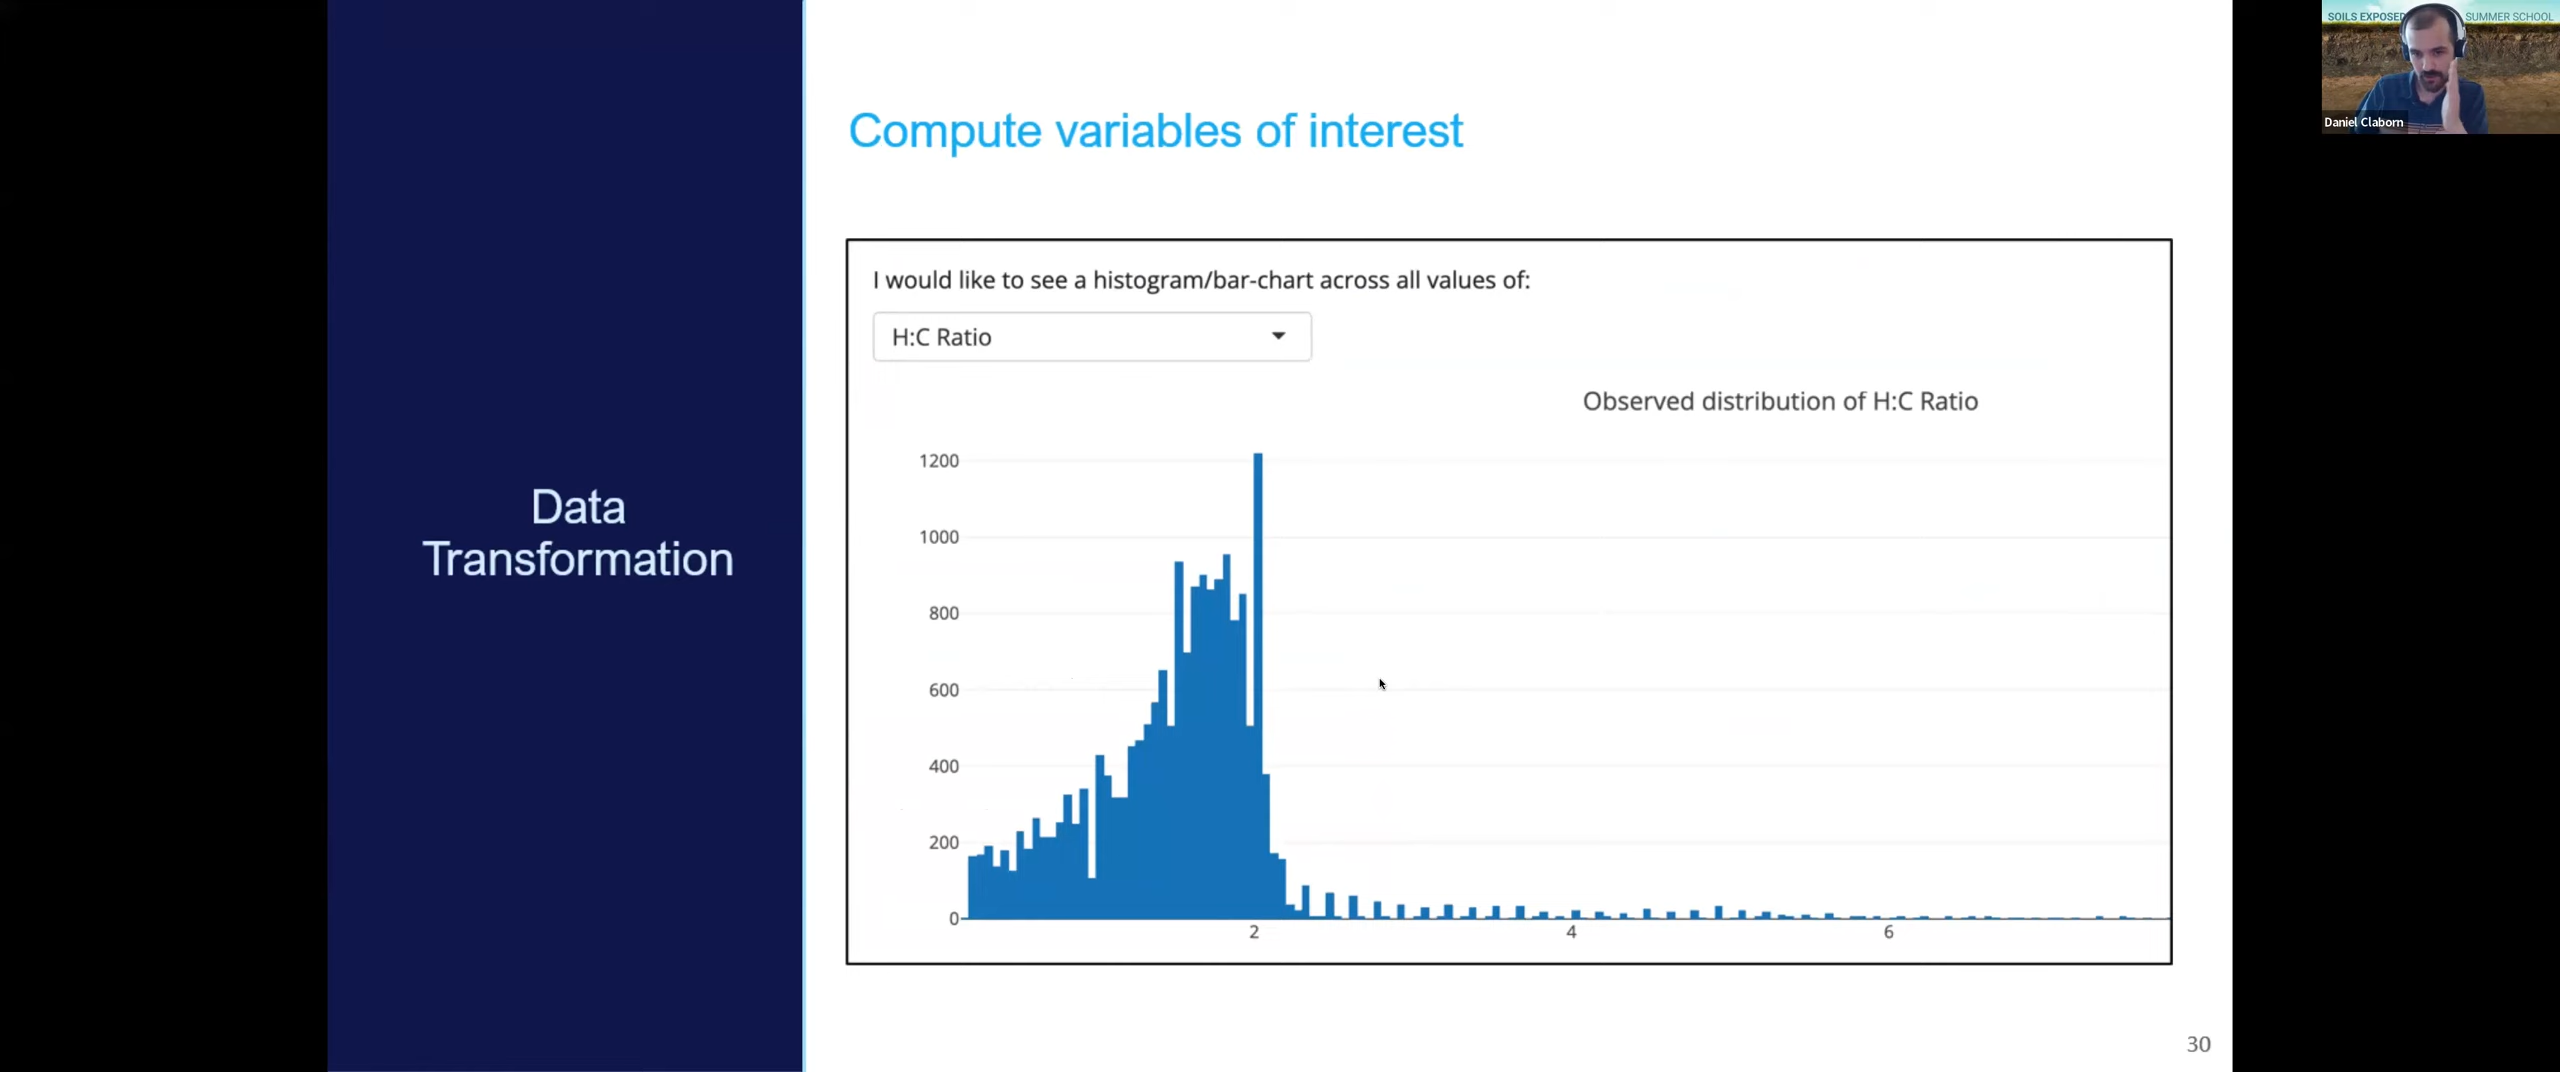 Data
Transformation
Compute variables of interest
I would like to see a histogram/bar-chart across all values of:
H:C Ratio
Observed distribution of H:C Ratio
1200
1000
800
600
400
200
0
2
4
6
30
SOILS EXPOSED SUMMER SCHOOL
Daniel Claborn